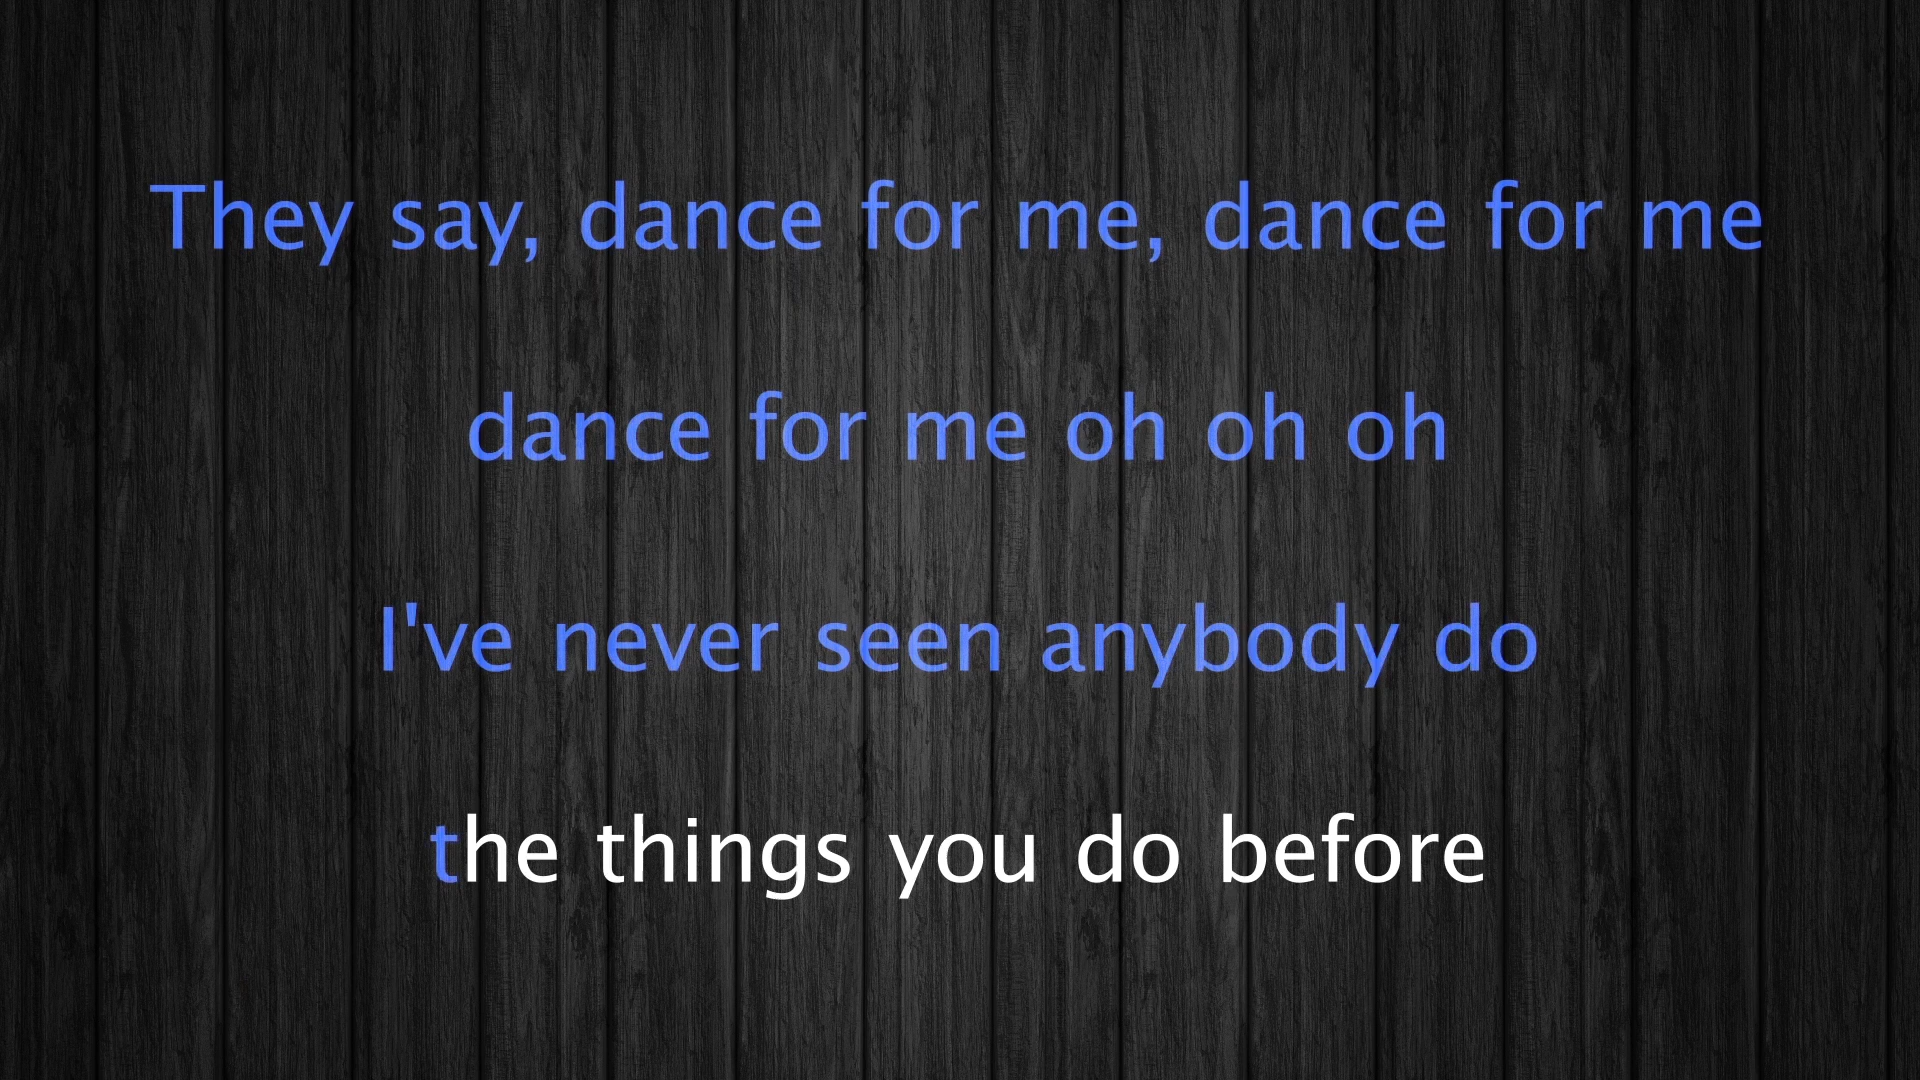 They say, dance for me, dance for me
dance for me oh oh oh
I've never seen anybody do
the things you do before